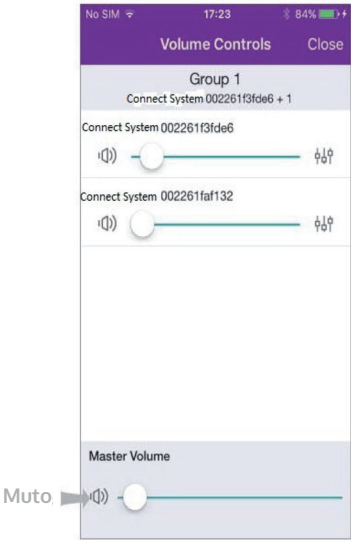 No SIM 17:23 84%
Volume Controls Close
Group 1
Connect System 002261f3fde6 + 1
Connect System 002261f3fde6
Connect System 002261faf132
Master Volume
Muto